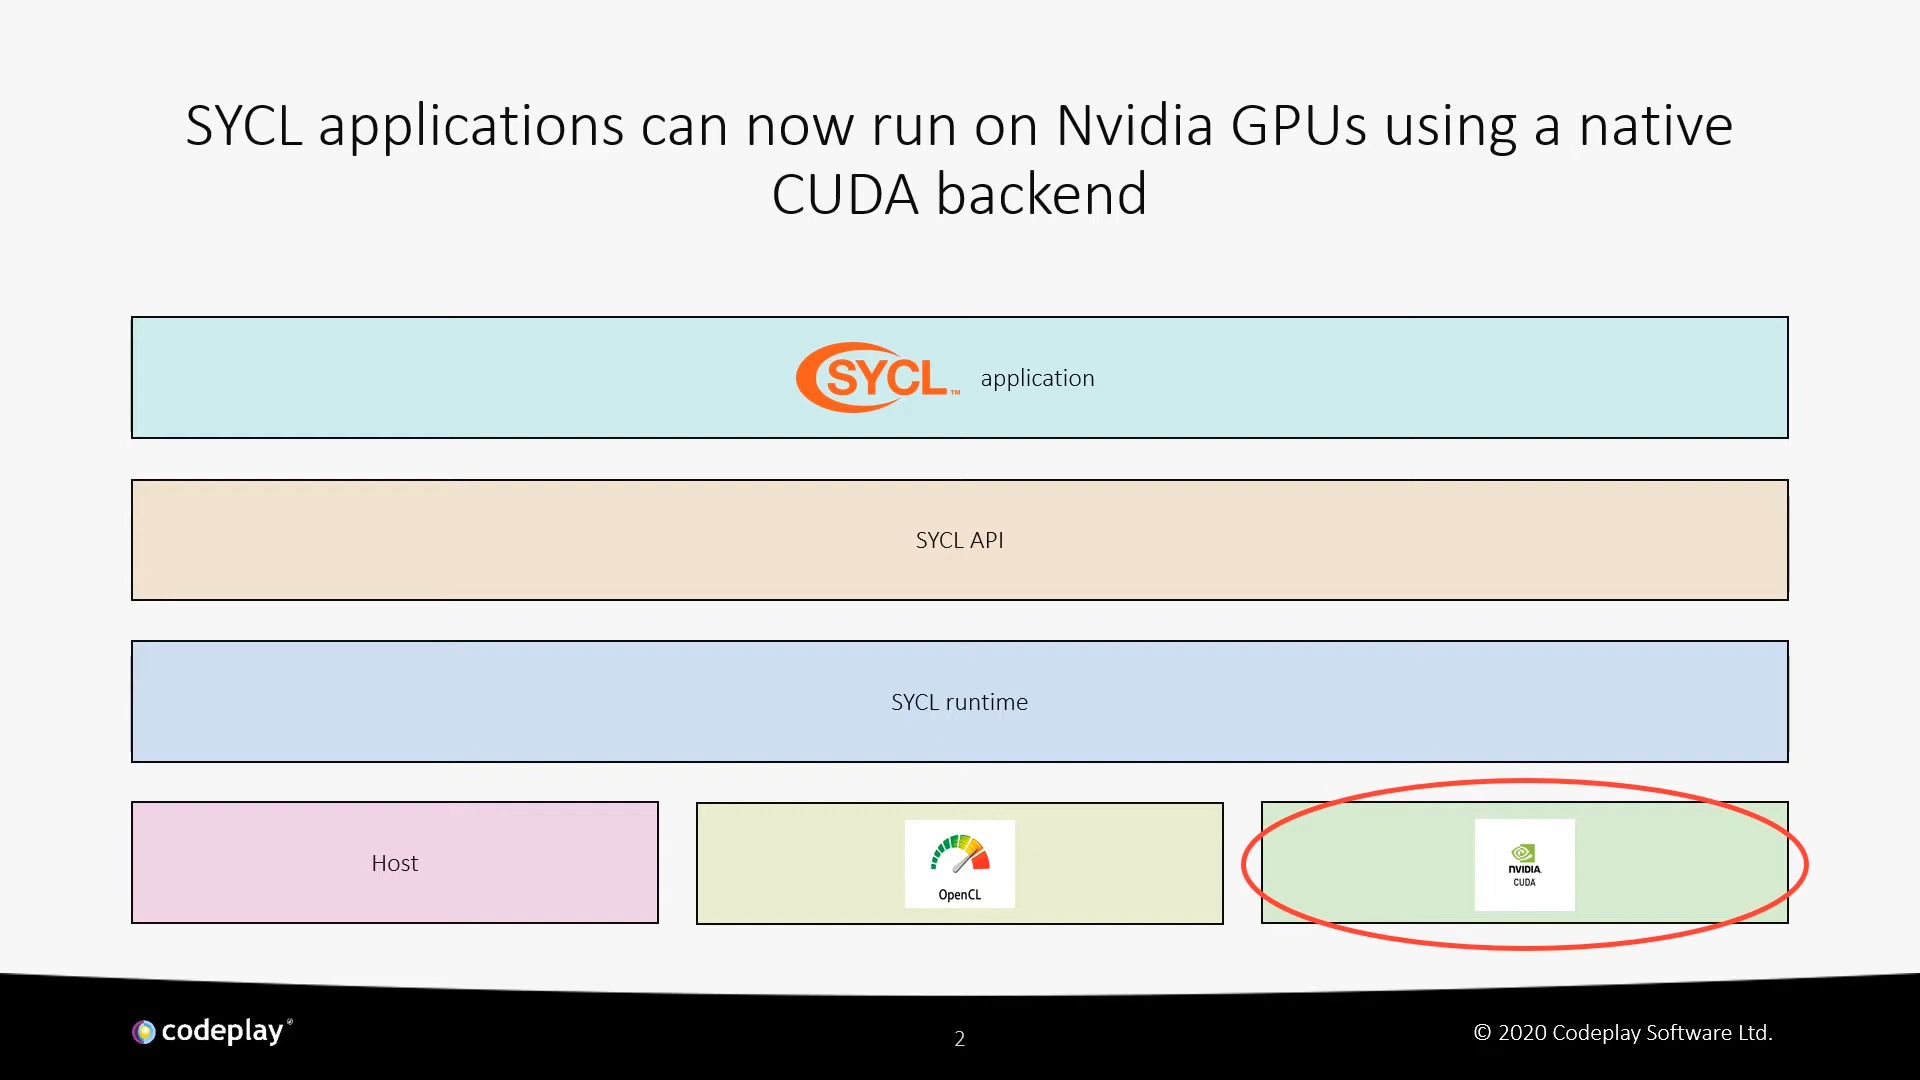 SYCL applications can now run on Nvidia GPUs using a native
CUDA backend
SYCL™ application
SYCL API
SYCL runtime
Host
OpenCL
NVIDIA.
CUDA
codeplay®
2
© 2020 Codeplay Software Ltd.